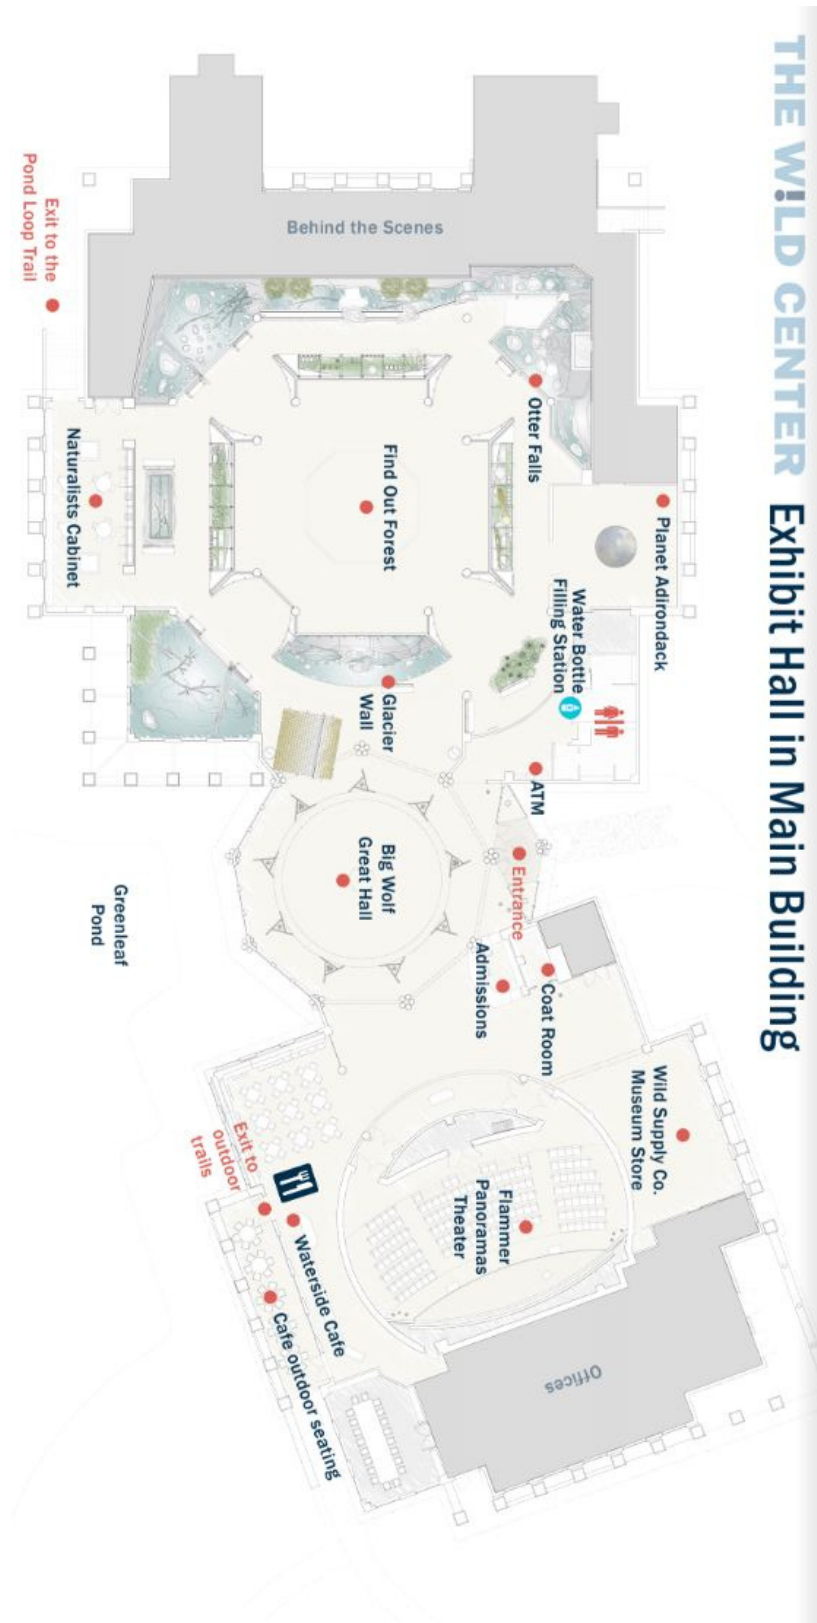 THE WiLD CENTER Exhibit Hall in Main Building
Behind the Scenes
Exit to the
Pond Loop Trail
Otter Falls
Planet Adirondack
Naturalists Cabinet
Find Out Forest
Water Bottle
Filling Station
Glacier
Wall
ATM
Entrance
Big Wolf
Great Hall
Greenleaf
Pond
Admissions
Coat Room
Wild Supply Co.
Museum Store
Flammer
Panoramas
Theater
Exit to
outdoor
trails
Waterside Cafe
Cafe outdoor seating
Offices